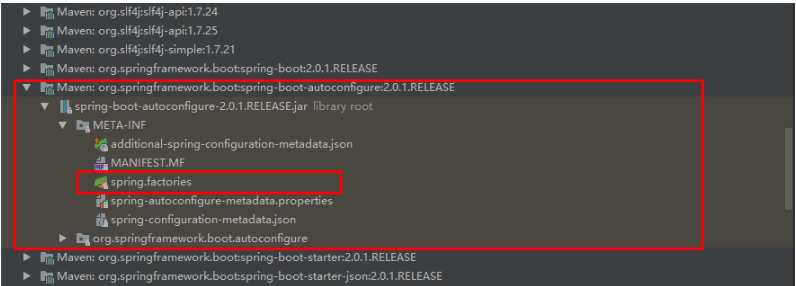 Maven: org.slf4j:slf4j-api:1.7.24
Maven: org.slf4j:slf4j-api:1.7.25
Maven: org.slf4j:slf4j-simple:1.7.21
Maven: org.springframework.boot:spring-boot:2.0.1.RELEASE
Maven: org.springframework.boot:spring-boot-autoconfigure:2.0.1.RELEASE
spring-boot-autoconfigure-2.0.1.RELEASE.jar library root
META-INF
additional-spring-configuration-metadata.json
MANIFEST.MF
spring.factories
spring-autoconfigure-metadata.properties
spring-configuration-metadata.json
org.springframework.boot.autoconfigure
Maven: org.springframework.boot:spring-boot-starter:2.0.1.RELEASE
Maven: org.springframework.boot:spring-boot-starter-json:2.0.1.RELEASE